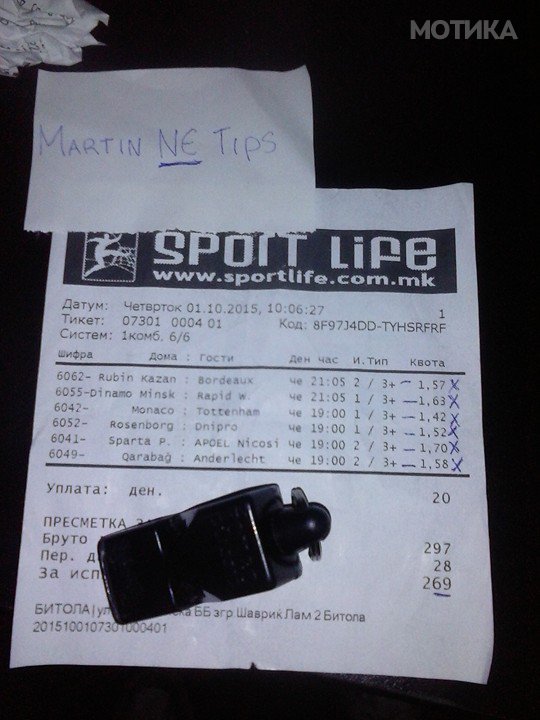 МОТИКА
MARTIN NE TIPS
SPORT LIFE
www.sportlife.com.mk
Датум: Четврток 01.10.2015, 10:06:27 1
Тикет: 07301 0004 01 Код: 8F97J4DD-TYHSRFRF
Систем: 1комб. 6/6
Шифра Дома : Гости Ден час И.Тип Квота
6062- Rubin Kazan : Bordeaux че 21:05 2 / 3+ — 1,57 x
6055-Dinamo Minsk : Rapid W. че 21:05 1 / 3+ — 1,63 x
6042- Monaco : Tottenham че 19:00 1 / 3+ — 1,42 x
6052- Rosenborg : Dnipro че 19:00 1 / 3+ — 1,52 x
6041- Sparta P. : APOEL Nicosi че 19:00 2 / 3+ — 1,70 x
6049- Qarabağ : Anderlecht че 19:00 2 / 3+ — 1,58 x
Уплата: ден. 20
ПРЕСМЕТКА
Бруто 297
Пер. 28
За 269
БИТОЛА ББ згр.Шаврик Лам 2 Битола
2015100107301000401